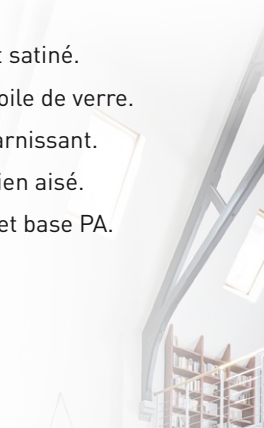 satiné.
oile de verre.
arnissant.
ien aisé.
et base PA.